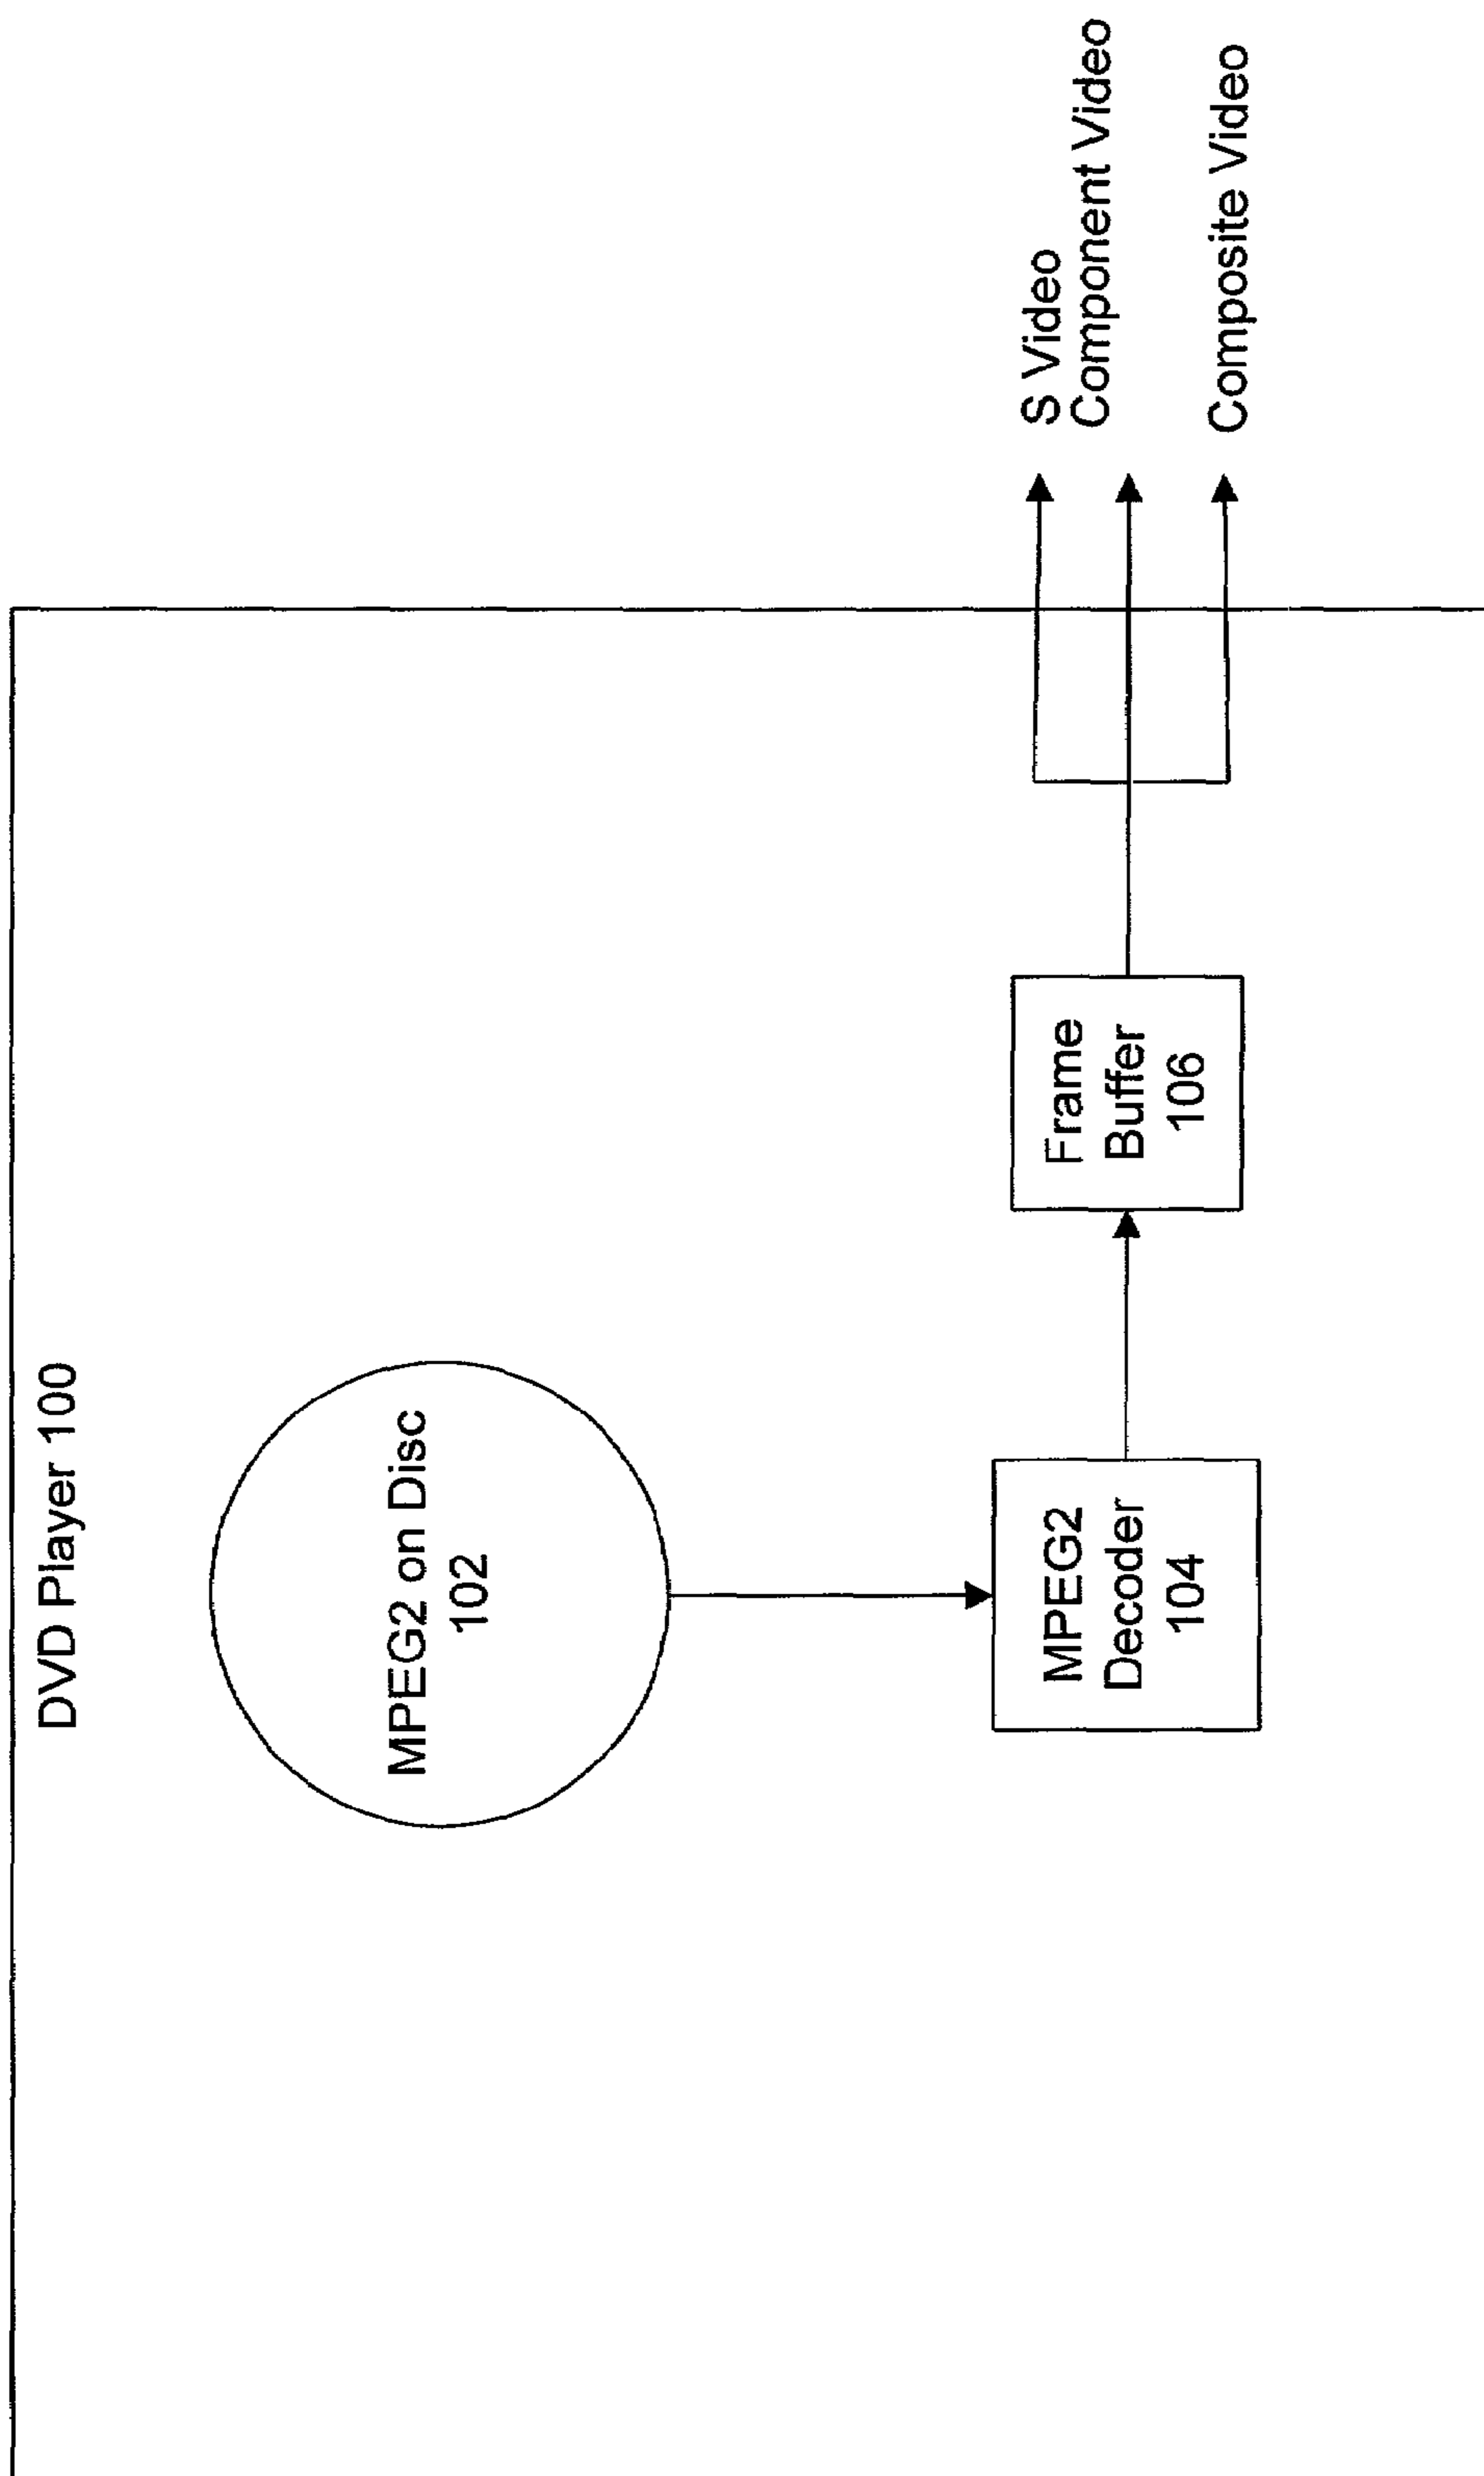 DVD Player 100
MPEG2 on Disc
102
MPEG2
Decoder
104
Frame
Buffer
106
S Video
Component Video
Composite Video